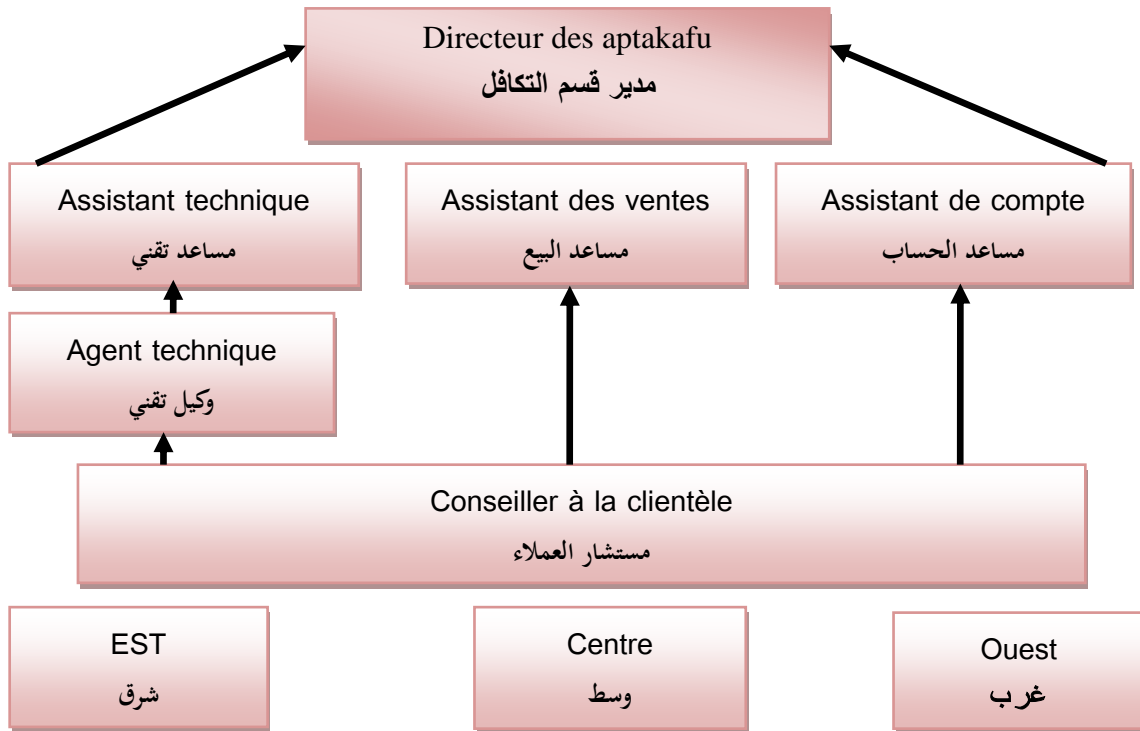 Directeur des aptakafu
مدير قسم التكافل
Assistant technique
مساعد تقني
Assistant des ventes
مساعد البيع
Assistant de compte
مساعد الحساب
Agent technique
وكيل تقني
Conseiller à la clientèle
مستشار العملاء
EST
شرق
Centre
وسط
Ouest
غرب